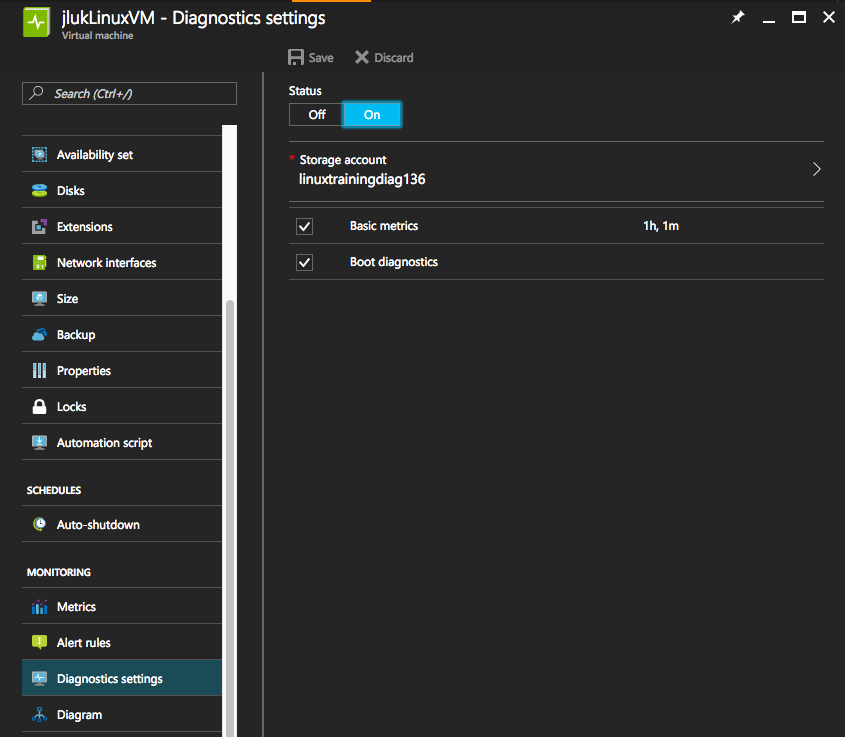 jlukLinuxVM - Diagnostics settings
Virtual machine
Save Discard
Search (Ctrl+/)
Availability set
Disks
Extensions
Network interfaces
Size
Backup
Properties
Locks
Automation script
SCHEDULES
Auto-shutdown
MONITORING
Metrics
Alert rules
Diagnostics settings
Diagram
Status
Off On
* Storage account
linuxtrainingdiag136
Basic metrics 1h, 1m
Boot diagnostics